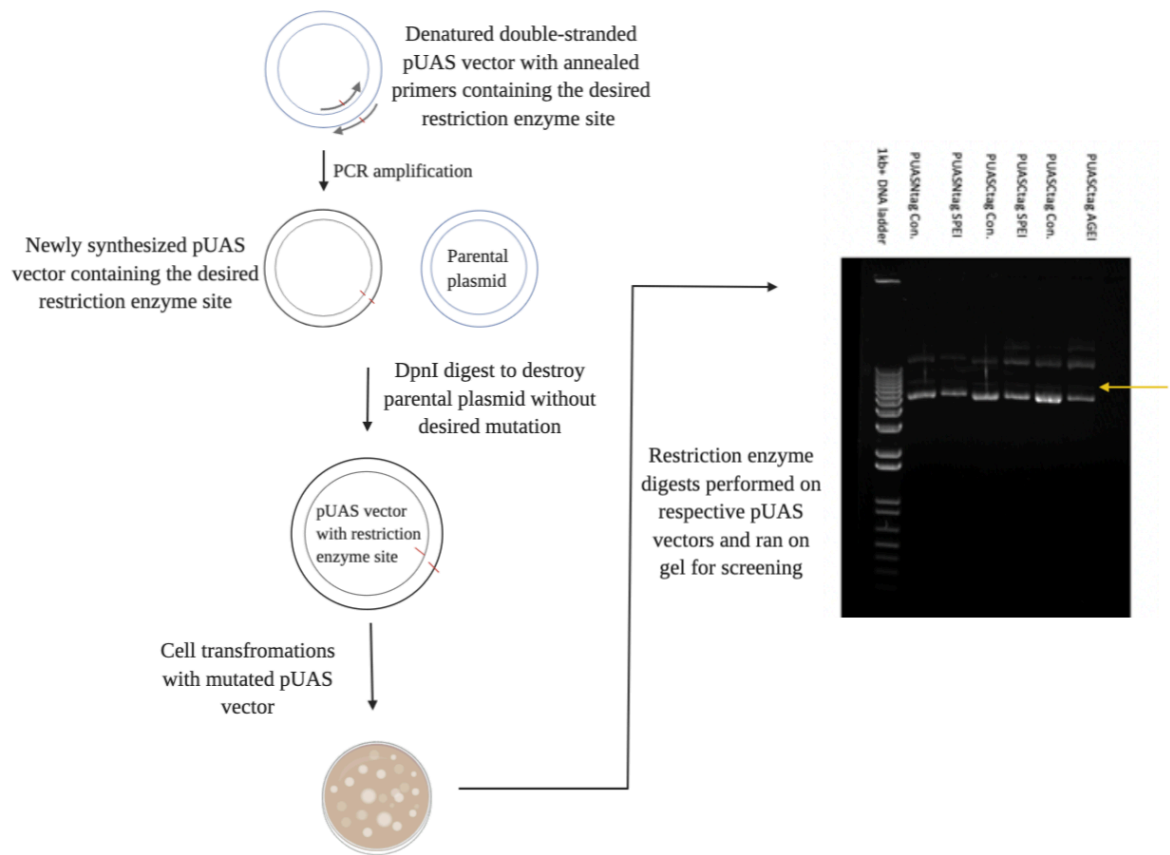 Denatured double-stranded
pUAS vector with annealed
primers containing the desired
restriction enzyme site
PCR amplification
Newly synthesized pUAS
vector containing the desired
restriction enzyme site
Parental
plasmid
DpnI digest to destroy
parental plasmid without
desired mutation
pUAS vector
with restriction
enzyme site
Cell transfromations
with mutated pUAS
vector
Restriction enzyme
digests performed on
respective pUAS
vectors and ran on
gel for screening
1kb+ DNA ladder
PUASNtag Con.
PUASNtag SPEI
PUASCtag Con.
PUASCtag SPEI
PUASCtag Con.
PUASCtag AGEI